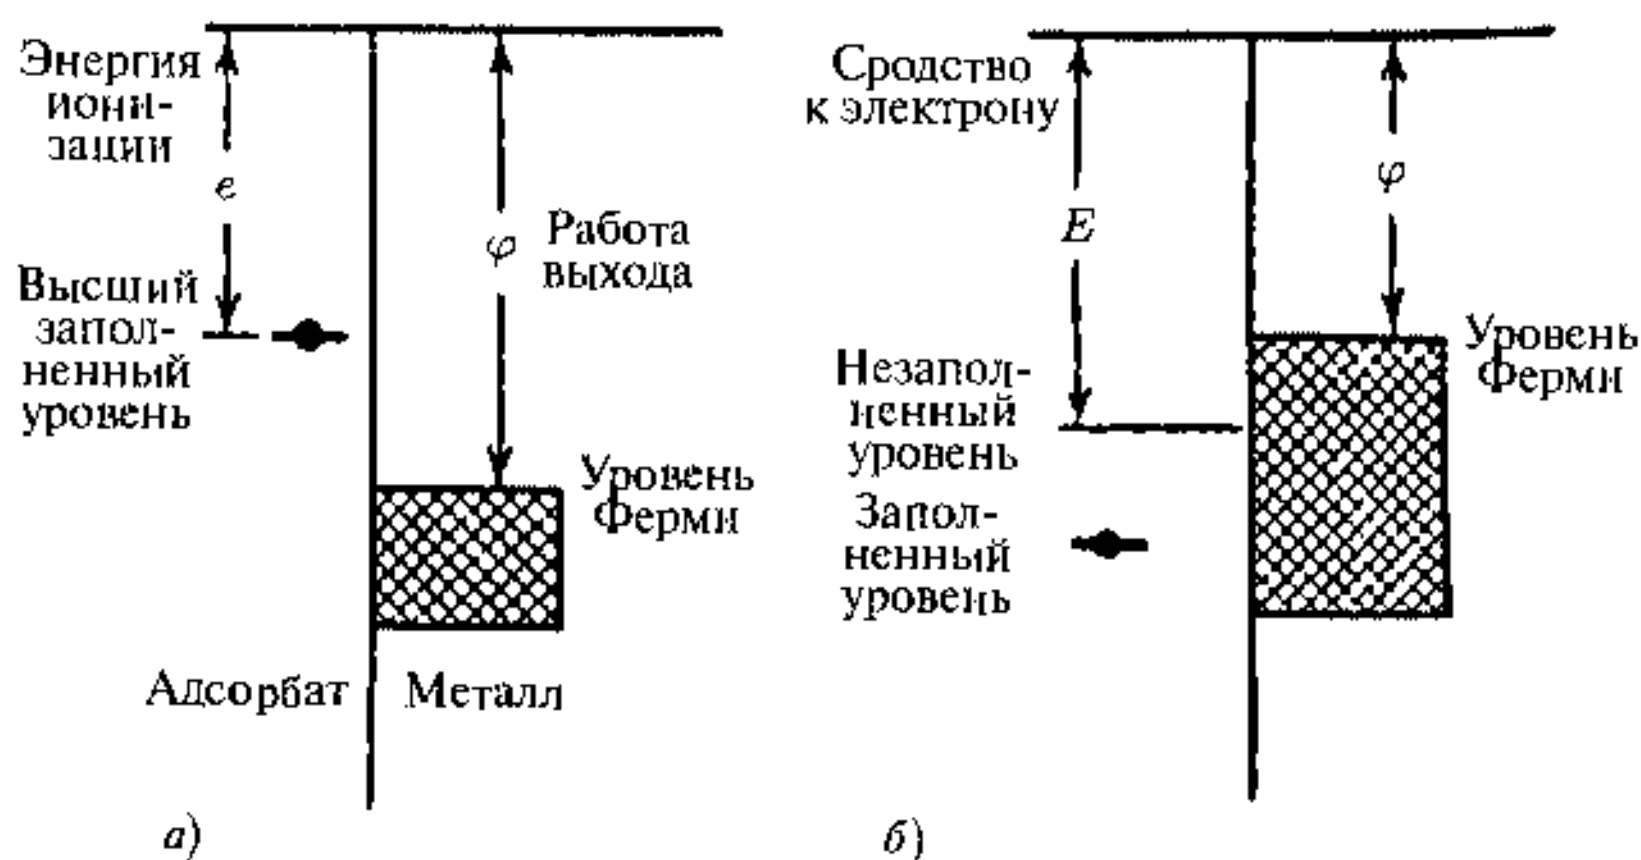 Энергия
иони-
зации
e
φ
Работа
выхода
Высший
запол-
ненный
уровень
Уровень
Ферми
Адсорбат
Металл
а)
Сродство
к электрону
E
φ
Незапол-
ненный
уровень
Запол-
ненный
уровень
Уровень
Ферми
б)